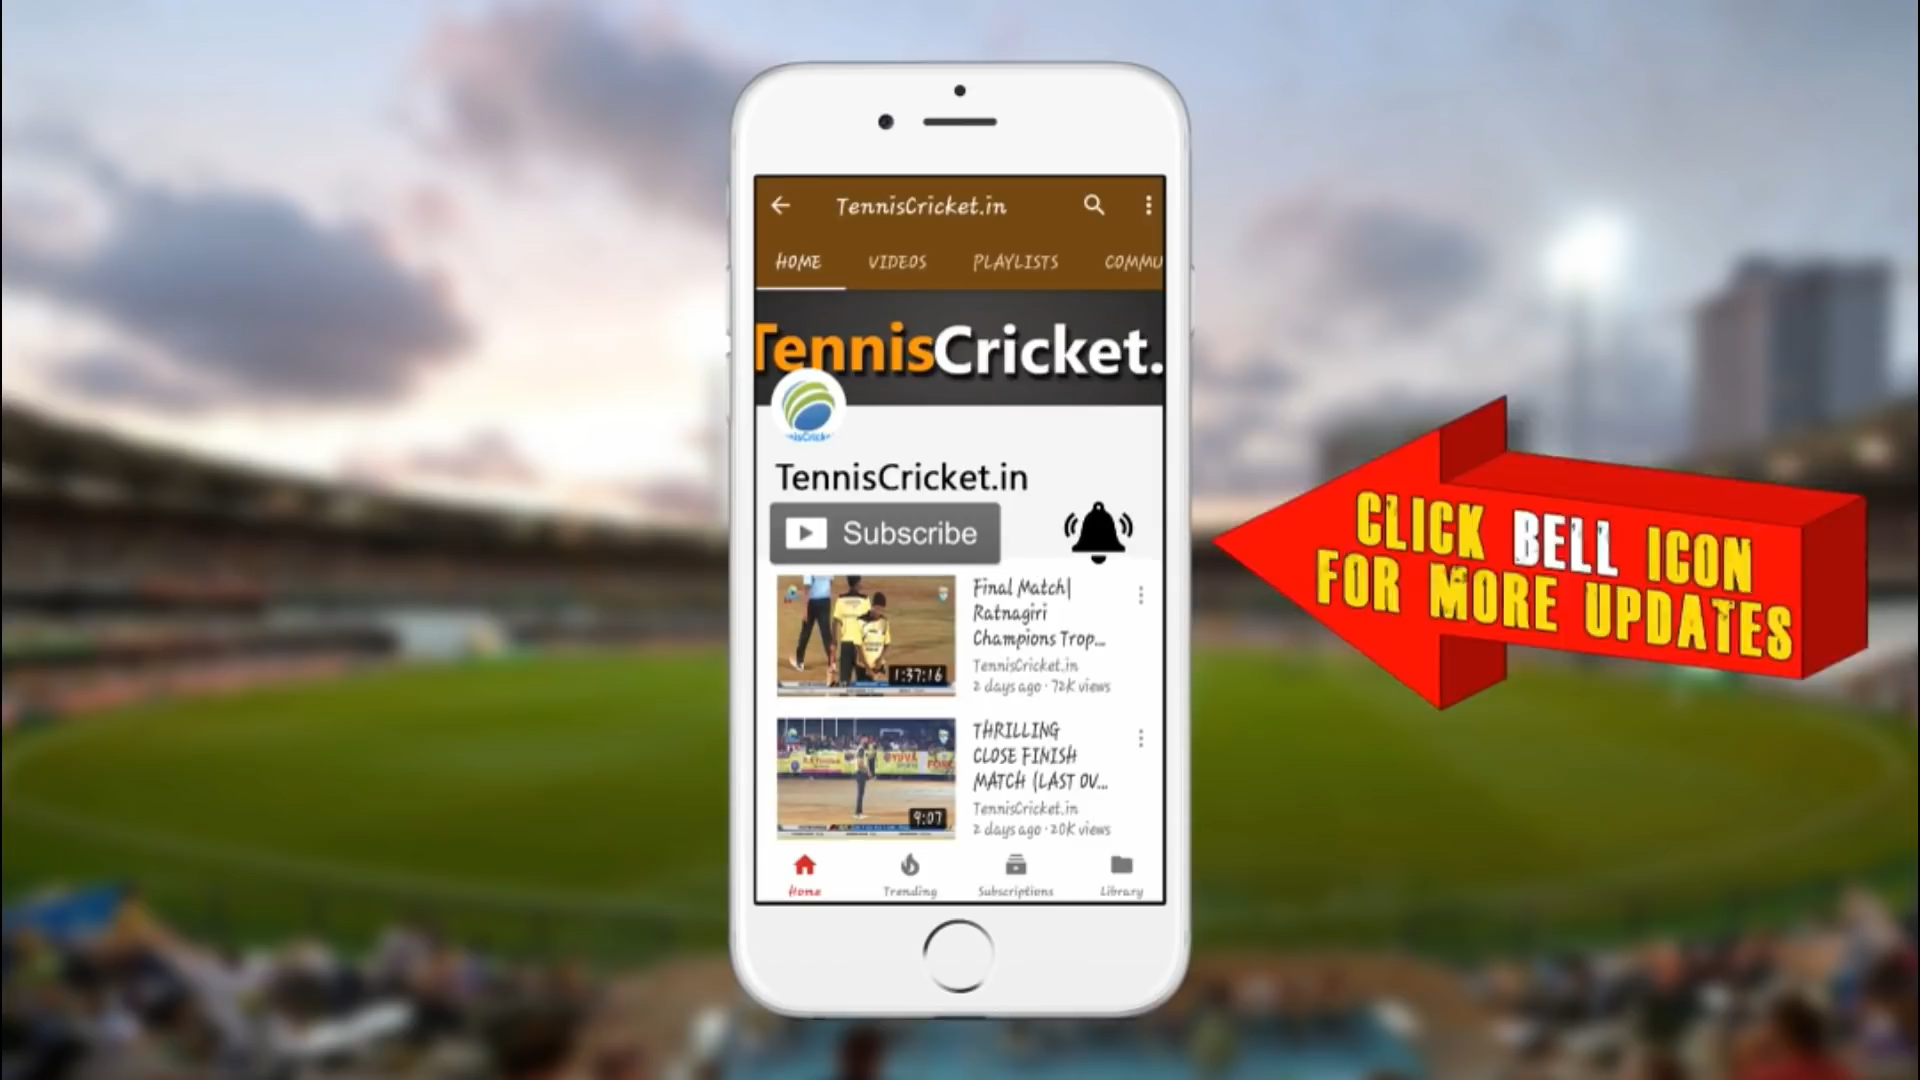 TennisCricket.in
HOME VIDEOS PLAYLISTS COMMU
TennisCricket.
TennisCricket.in
Subscribe
CLICK BELL ICON
FOR MORE UPDATES
Final Match|
Ratnagiri
Champions Trop...
TennisCricket.in
2 days ago · 72K views
1:37:16
THRILLING
CLOSE FINISH
MATCH (LAST OV...
TennisCricket.in
2 days ago · 20K views
9:07
Home Trending Subscriptions Library